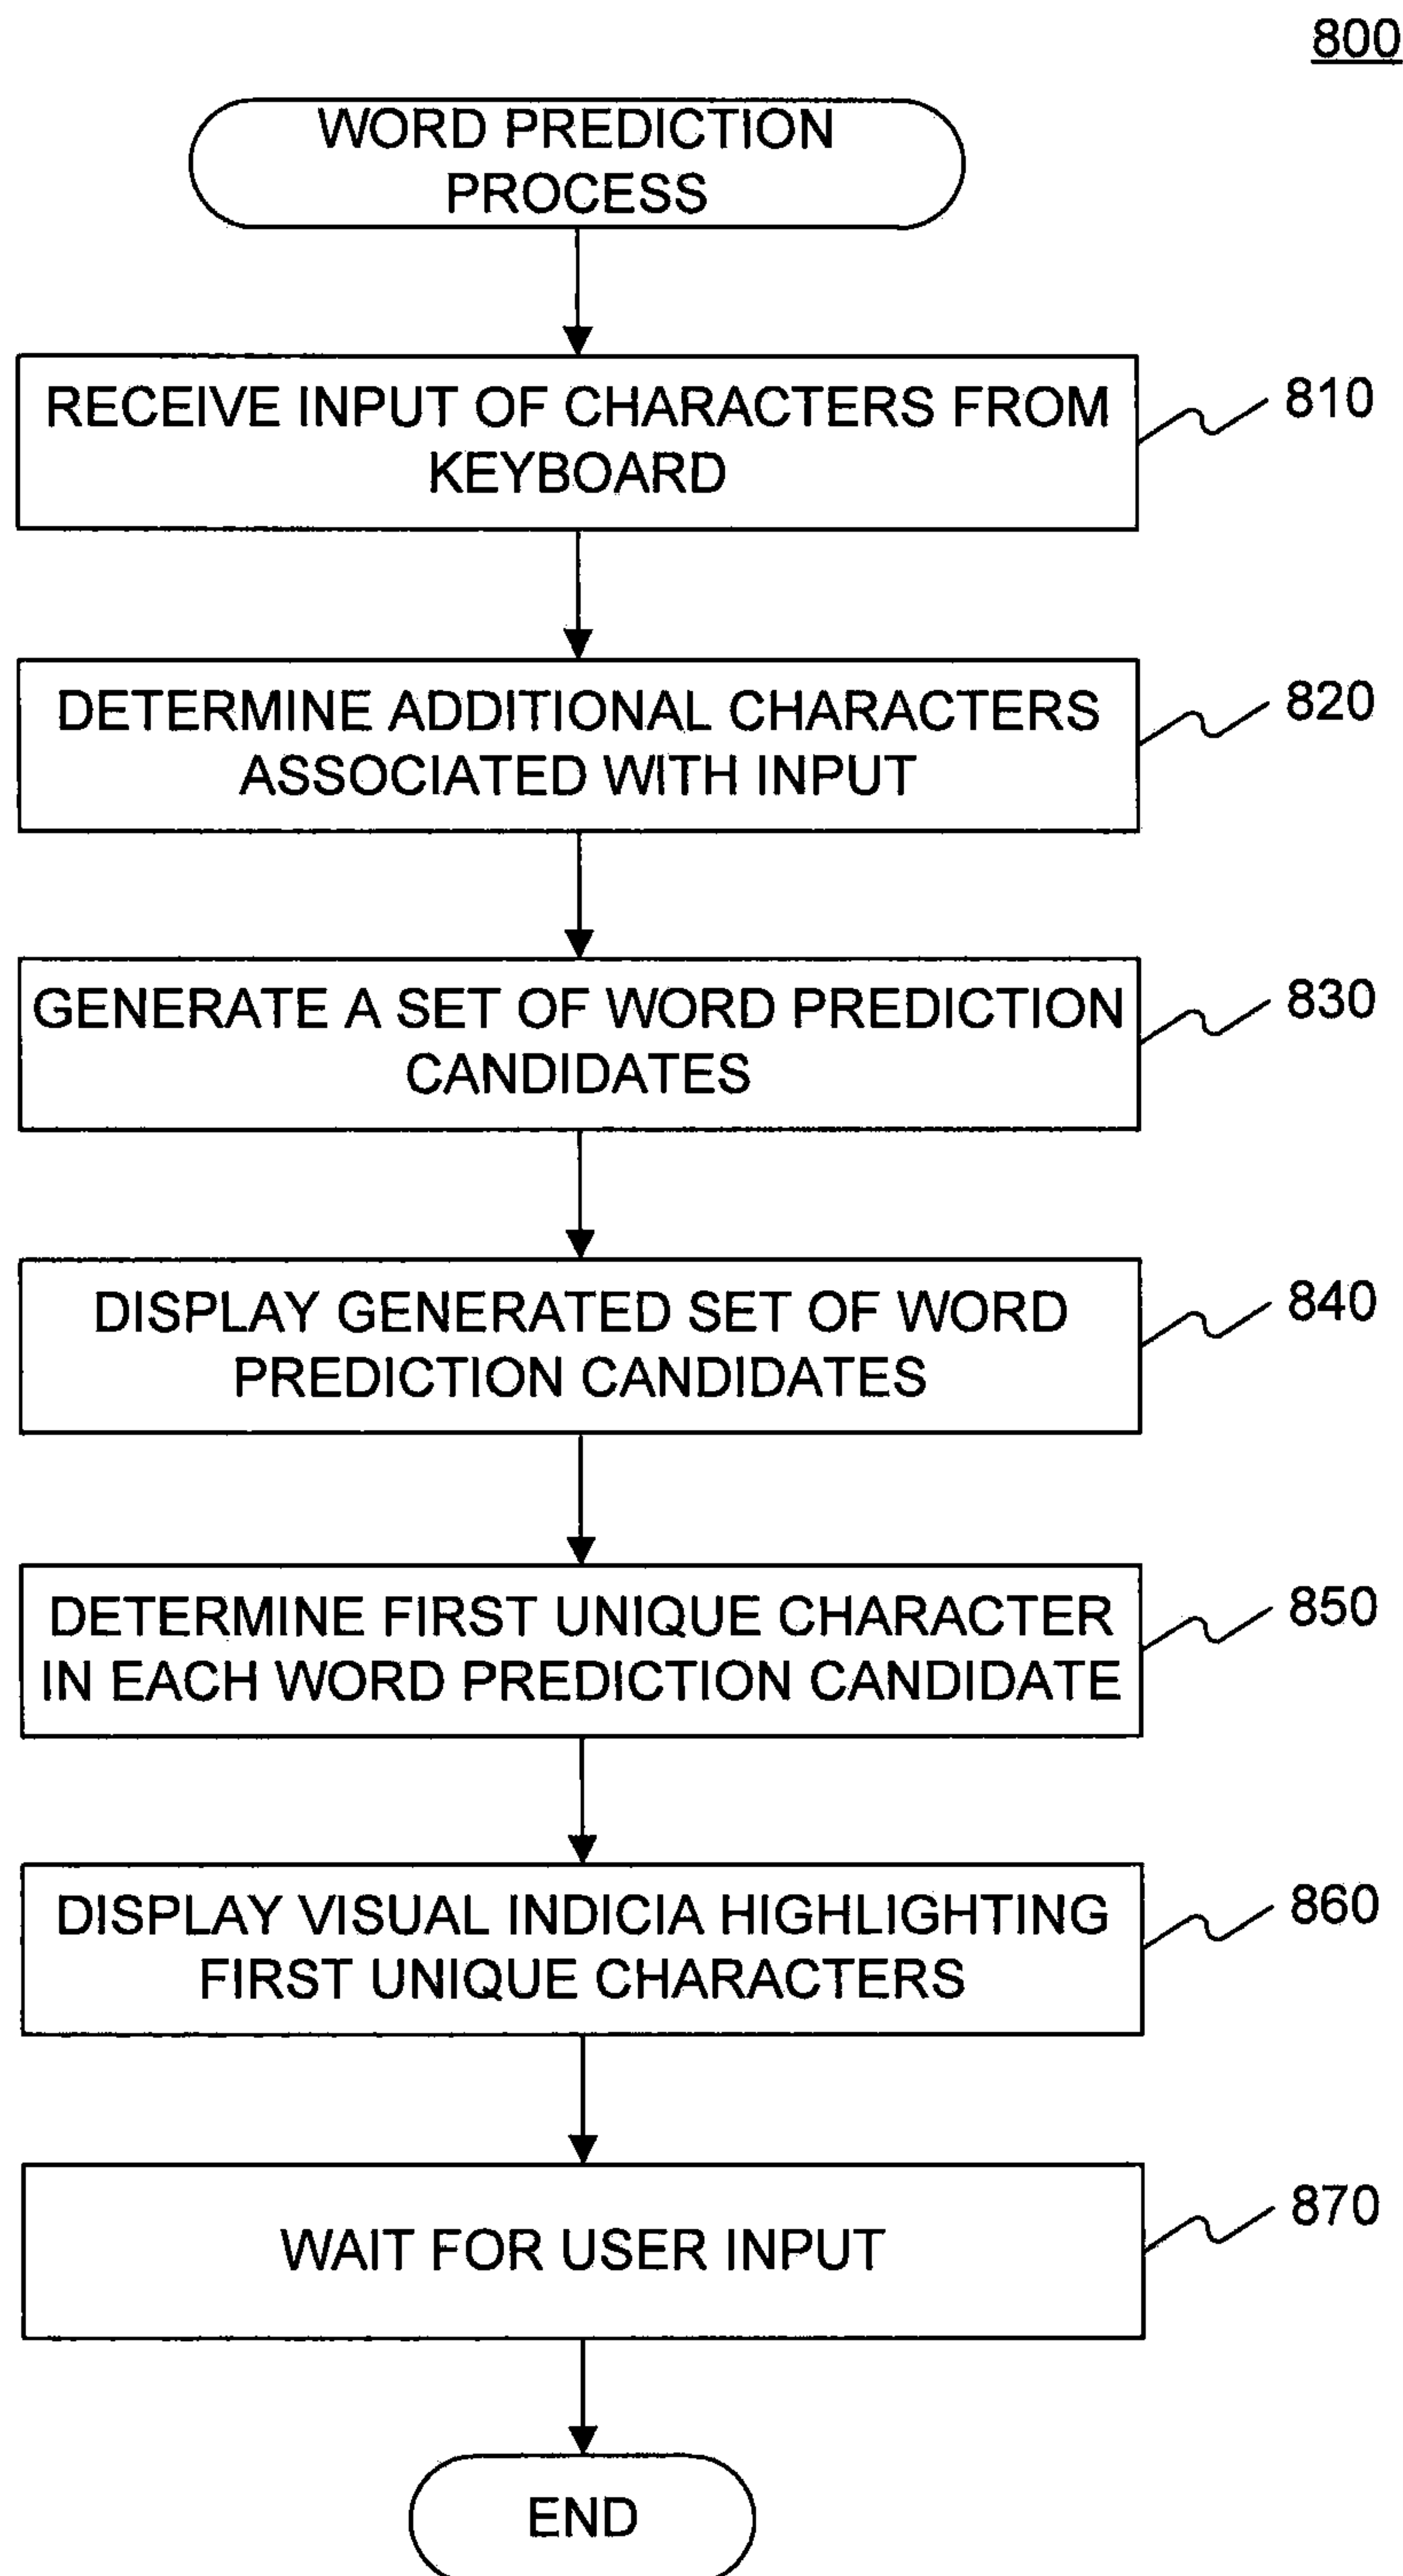 800
WORD PREDICTION
PROCESS
RECEIVE INPUT OF CHARACTERS FROM
KEYBOARD
810
DETERMINE ADDITIONAL CHARACTERS
ASSOCIATED WITH INPUT
820
GENERATE A SET OF WORD PREDICTION
CANDIDATES
830
DISPLAY GENERATED SET OF WORD
PREDICTION CANDIDATES
840
DETERMINE FIRST UNIQUE CHARACTER
IN EACH WORD PREDICTION CANDIDATE
850
DISPLAY VISUAL INDICIA HIGHLIGHTING
FIRST UNIQUE CHARACTERS
860
WAIT FOR USER INPUT
870
END